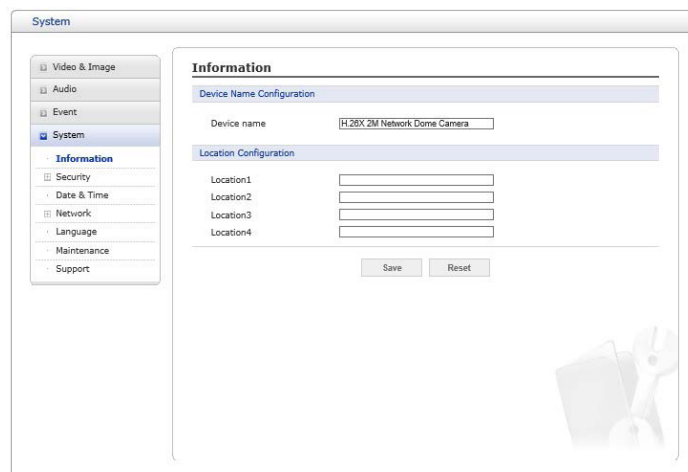 System
Video & Image
Audio
Event
System
Information
Security
Date & Time
Network
Language
Maintenance
Support
Information
Device Name Configuration
Device name H.26X 2M Network Dome Camera
Location Configuration
Location1
Location2
Location3
Location4
Save Reset